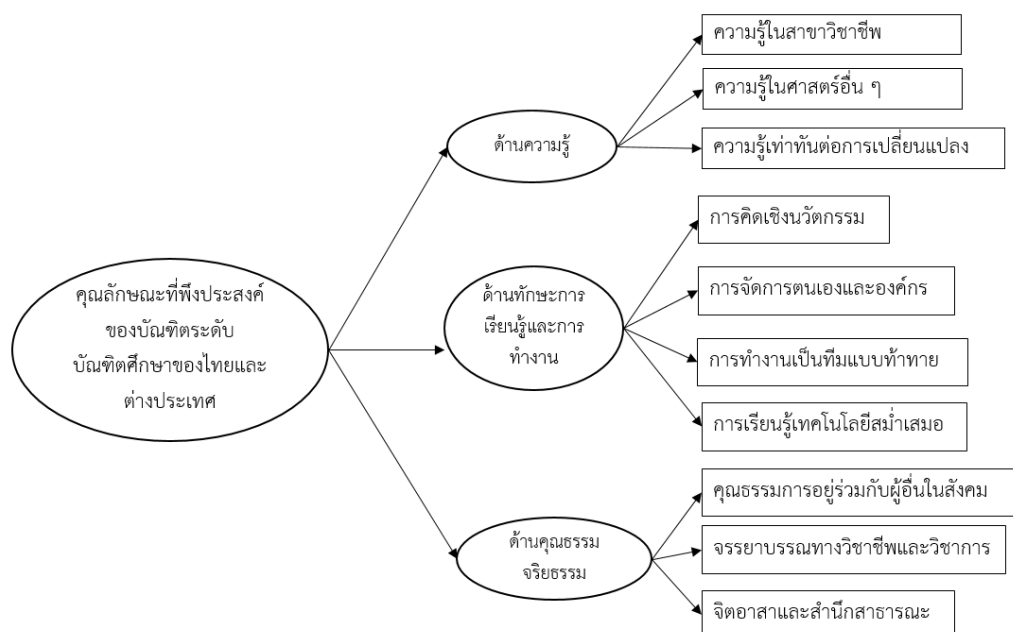 คุณลักษณะที่พึงประสงค์
ของบัณฑิตระดับ
บัณฑิตศึกษาของไทยและ
ต่างประเทศ
ด้านความรู้
ความรู้ในสาขาวิชาชีพ
ความรู้ในศาสตร์อื่น ๆ
ความรู้เท่าทันต่อการเปลี่ยนแปลง
ด้านทักษะการ
เรียนรู้และการ
ทำงาน
การคิดเชิงนวัตกรรม
การจัดการตนเองและองค์กร
การทำงานเป็นทีมแบบท้าทาย
การเรียนรู้เทคโนโลยีสม่ำเสมอ
ด้านคุณธรรม
จริยธรรม
คุณธรรมการอยู่ร่วมกับผู้อื่นในสังคม
จรรยาบรรณทางวิชาชีพและวิชาการ
จิตอาสาและสำนึกสาธารณะ